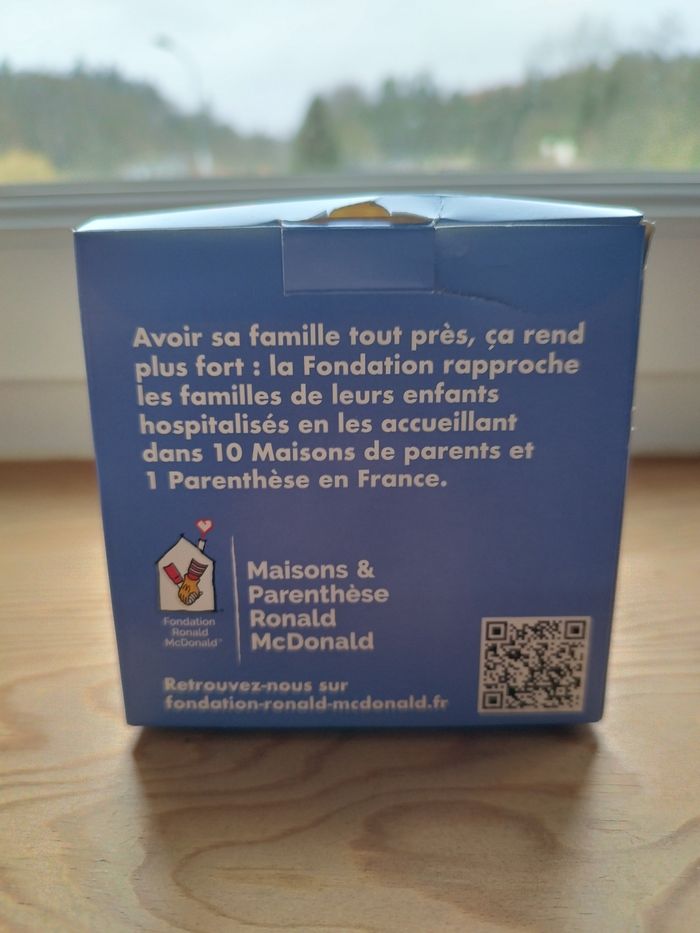 Avoir sa famille tout près, ça rend
plus fort : la Fondation rapproche
les familles de leurs enfants
hospitalisés en les accueillant
dans 10 Maisons de parents et
1 Parenthèse en France.
Fondation
Ronald
McDonald™
Maisons &
Parenthèse
Ronald
McDonald
Retrouvez-nous sur
fondation-ronald-mcdonald.fr